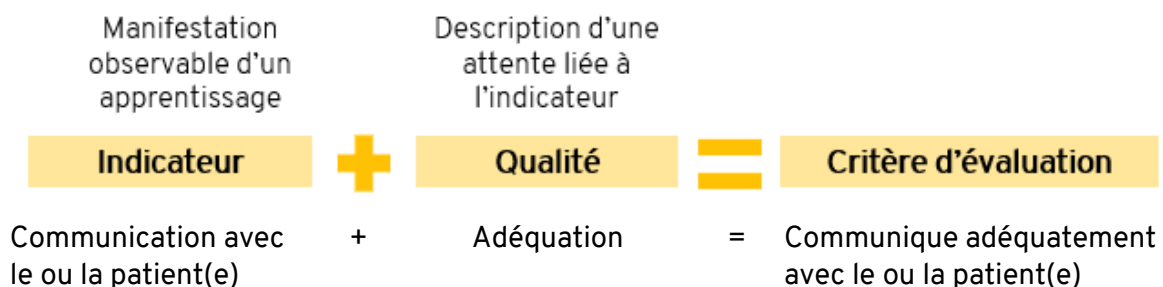 Manifestation
observable d'un
apprentissage
Description d'une
attente liée à
l'indicateur
Indicateur
Qualité
Critère d'évaluation
Communication avec
le ou la patient(e)
+
Adéquation
=
Communique adéquatement
avec le ou la patient(e)